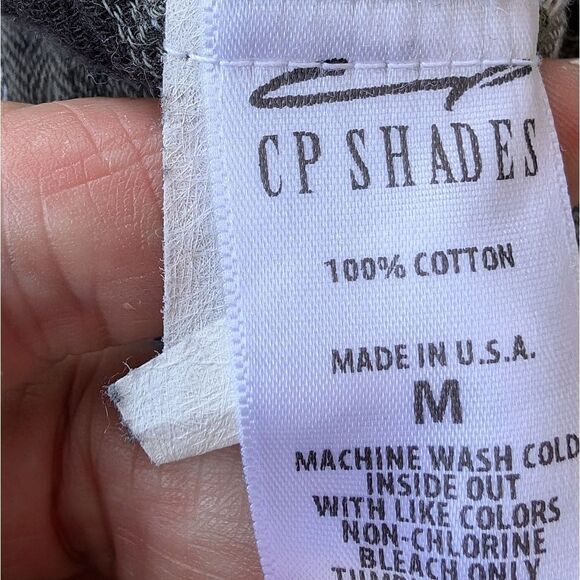 CP SHADES
100% COTTON
MADE IN U.S.A.
M
MACHINE WASH COLD
INSIDE OUT
WITH LIKE COLORS
NON-CHLORINE
BLEACH ONLY